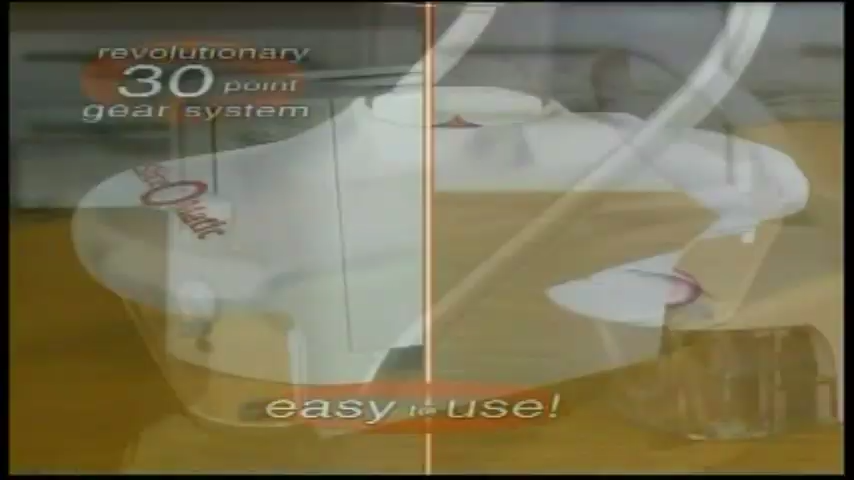 revolutionary
30 point
gear system
easy to use!